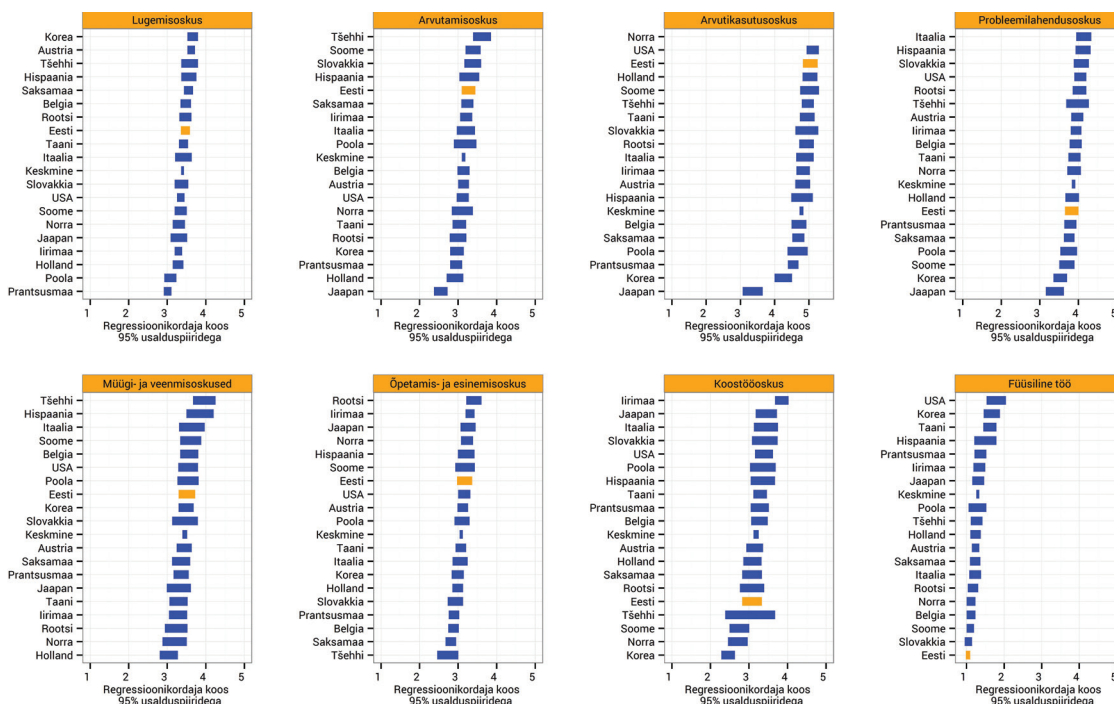 Lugemisoskus
Korea
Austria
Tšehhi
Hispaania
Saksamaa
Belgia
Rootsi
Eesti
Taani
Itaalia
Keskmine
Slovakkia
USA
Soome
Norra
Jaapan
Iirimaa
Holland
Poola
Prantsusmaa
1 2 3 4 5
Regressioonikordaja koos
95% usalduspiiridega
Arvutamisoskus
Tšehhi
Soome
Slovakkia
Hispaania
Eesti
Saksamaa
Iirimaa
Itaalia
Poola
Keskmine
Belgia
Austria
USA
Norra
Taani
Rootsi
Korea
Prantsusmaa
Holland
Jaapan
1 2 3 4 5
Regressioonikordaja koos
95% usalduspiiridega
Arvutikasutusoskus
Norra
USA
Eesti
Holland
Soome
Tšehhi
Taani
Slovakkia
Rootsi
Itaalia
Iirimaa
Austria
Hispaania
Keskmine
Belgia
Saksamaa
Poola
Prantsusmaa
Korea
Jaapan
1 2 3 4 5
Regressioonikordaja koos
95% usalduspiiridega
Probleemilahendusoskus
Itaalia
Hispaania
Slovakkia
USA
Rootsi
Tšehhi
Austria
Iirimaa
Belgia
Taani
Norra
Keskmine
Holland
Eesti
Prantsusmaa
Saksamaa
Poola
Soome
Korea
Jaapan
1 2 3 4 5
Regressioonikordaja koos
95% usalduspiiridega
Müügi- ja veenmisoskused
Tšehhi
Hispaania
Itaalia
Soome
Belgia
USA
Poola
Eesti
Korea
Slovakkia
Keskmine
Austria
Saksamaa
Prantsusmaa
Jaapan
Taani
Iirimaa
Rootsi
Norra
Holland
1 2 3 4 5
Regressioonikordaja koos
95% usalduspiiridega
Õpetamis- ja esinemisoskus
Rootsi
Iirimaa
Jaapan
Norra
Hispaania
Soome
Eesti
USA
Austria
Poola
Keskmine
Taani
Itaalia
Korea
Holland
Slovakkia
Prantsusmaa
Belgia
Saksamaa
Tšehhi
1 2 3 4 5
Regressioonikordaja koos
95% usalduspiiridega
Koostööoskus
Iirimaa
Jaapan
Itaalia
Slovakkia
USA
Poola
Hispaania
Taani
Prantsusmaa
Belgia
Keskmine
Austria
Holland
Saksamaa
Rootsi
Eesti
Tšehhi
Soome
Norra
Korea
1 2 3 4 5
Regressioonikordaja koos
95% usalduspiiridega
Füüsiline töö
USA
Korea
Taani
Hispaania
Prantsusmaa
Iirimaa
Jaapan
Keskmine
Poola
Tšehhi
Holland
Austria
Saksamaa
Itaalia
Rootsi
Norra
Belgia
Soome
Slovakkia
Eesti
1 2 3 4 5
Regressioonikordaja koos
95% usalduspiiridega